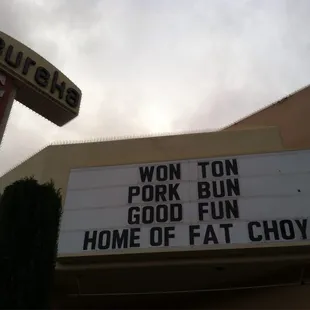 eureka
WON TON
PORK BUN
GOOD FUN
HOME OF FAT CHOY